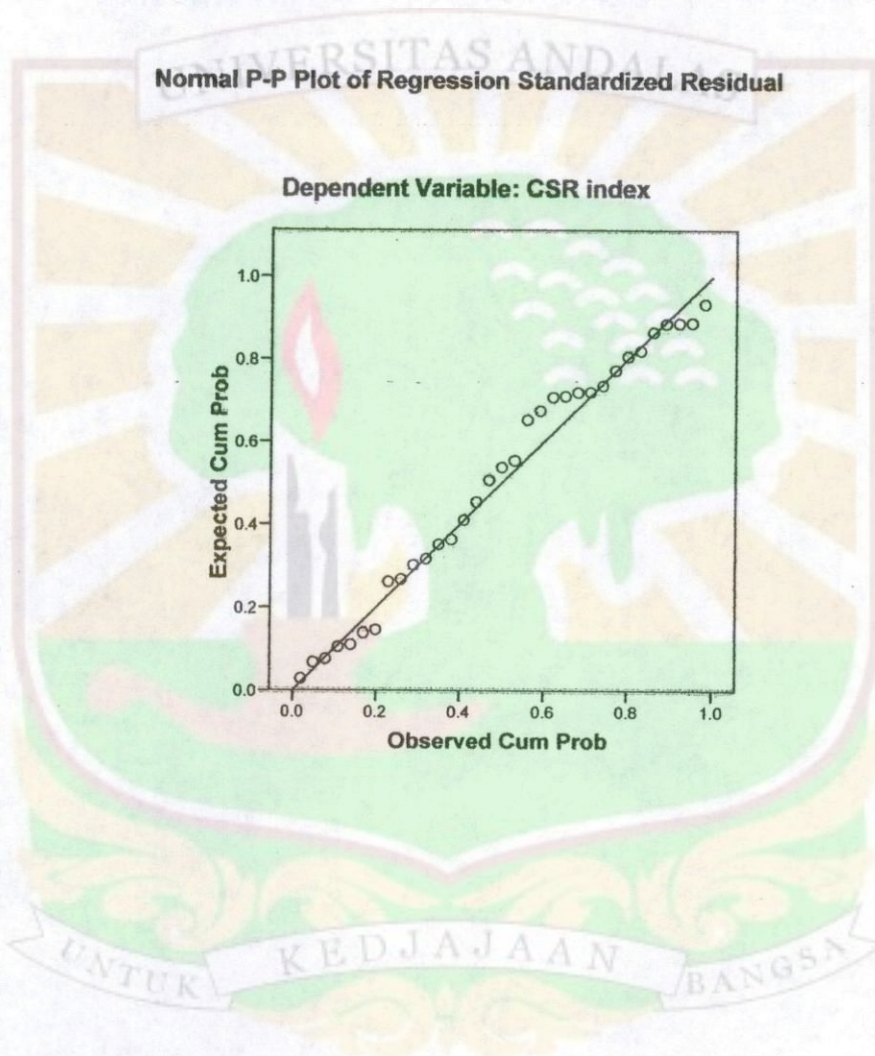 UNIVERSITAS ANDALAS
Normal P-P Plot of Regression Standardized Residual
Dependent Variable: CSR index
1.0
0.8
0.6
0.4
0.2
0.0
Expected Cum Prob
0.0 0.2 0.4 0.6 0.8 1.0
Observed Cum Prob
UNTUK KEDJAJAAN BANGSA